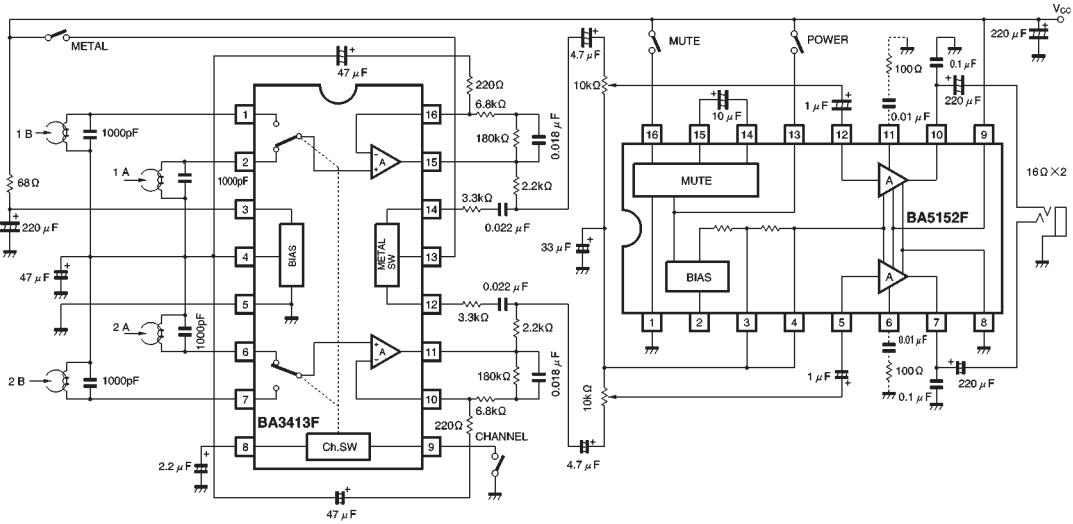 VCC
METAL
MUTE
POWER
220 μF
4.7 μF
47 μF
220Ω
6.8kΩ
10kΩ
1 μF
10 μF
100Ω
0.1 μF
220 μF
0.01 μF
1 B
1000pF
1 A
1000pF
1
2
3
4
5
6
7
8
16
15
14
13
12
11
10
9
A
180kΩ
0.018 μF
2.2kΩ
3.3kΩ
0.022 μF
68Ω
220 μF
BIAS
METAL
SW
33 μF
47 μF
0.022 μF
3.3kΩ
2.2kΩ
2 A
1000pF
A
180kΩ
0.018 μF
2 B
1000pF
BA3413F
6.8kΩ
220Ω
CHANNEL
Ch.SW
2.2 μF
47 μF
4.7 μF
10kΩ
16
15
14
13
12
11
10
9
MUTE
A
BA5152F
16Ω×2
BIAS
A
1
2
3
4
5
6
7
8
1 μF
0.01 μF
100Ω
0.1 μF
220 μF